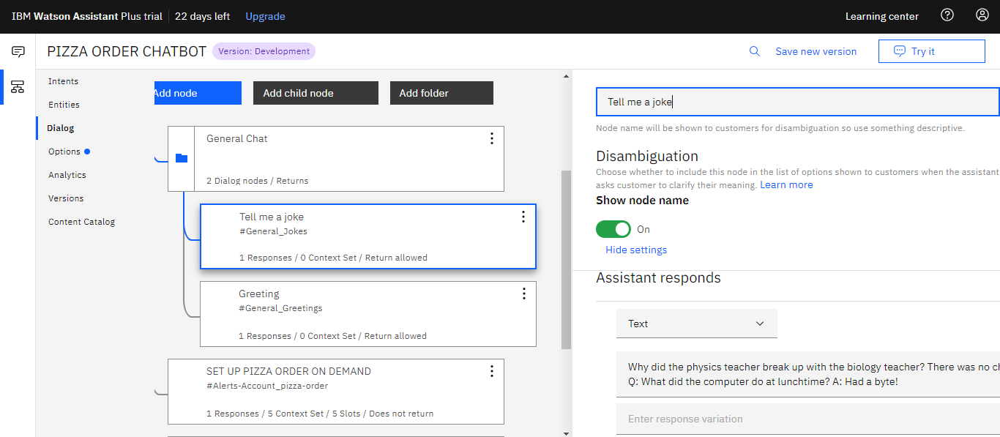 IBM Watson Assistant Plus trial 22 days left Upgrade Learning center
PIZZA ORDER CHATBOT Version: Development Save new version Try it
Intents
Entities
Dialog
Options
Analytics
Versions
Content Catalog
Add node Add child node Add folder
General Chat
2 Dialog nodes / Returns
Tell me a joke
#General_Jokes
1 Responses / 0 Context Set / Return allowed
Greeting
#General_Greetings
1 Responses / 0 Context Set / Return allowed
SET UP PIZZA ORDER ON DEMAND
#Alerts-Account_pizza-order
1 Responses / 5 Context Set / 5 Slots / Does not return
Tell me a joke
Node name will be shown to customers for disambiguation so use something descriptive.
Disambiguation
Choose whether to include this node in the list of options shown to customers when the assistant
asks customer to clarify their meaning. Learn more
Show node name
On
Hide settings
Assistant responds
Text
Why did the physics teacher break up with the biology teacher? There was no
Q: What did the computer do at lunchtime? A: Had a byte!
Enter response variation